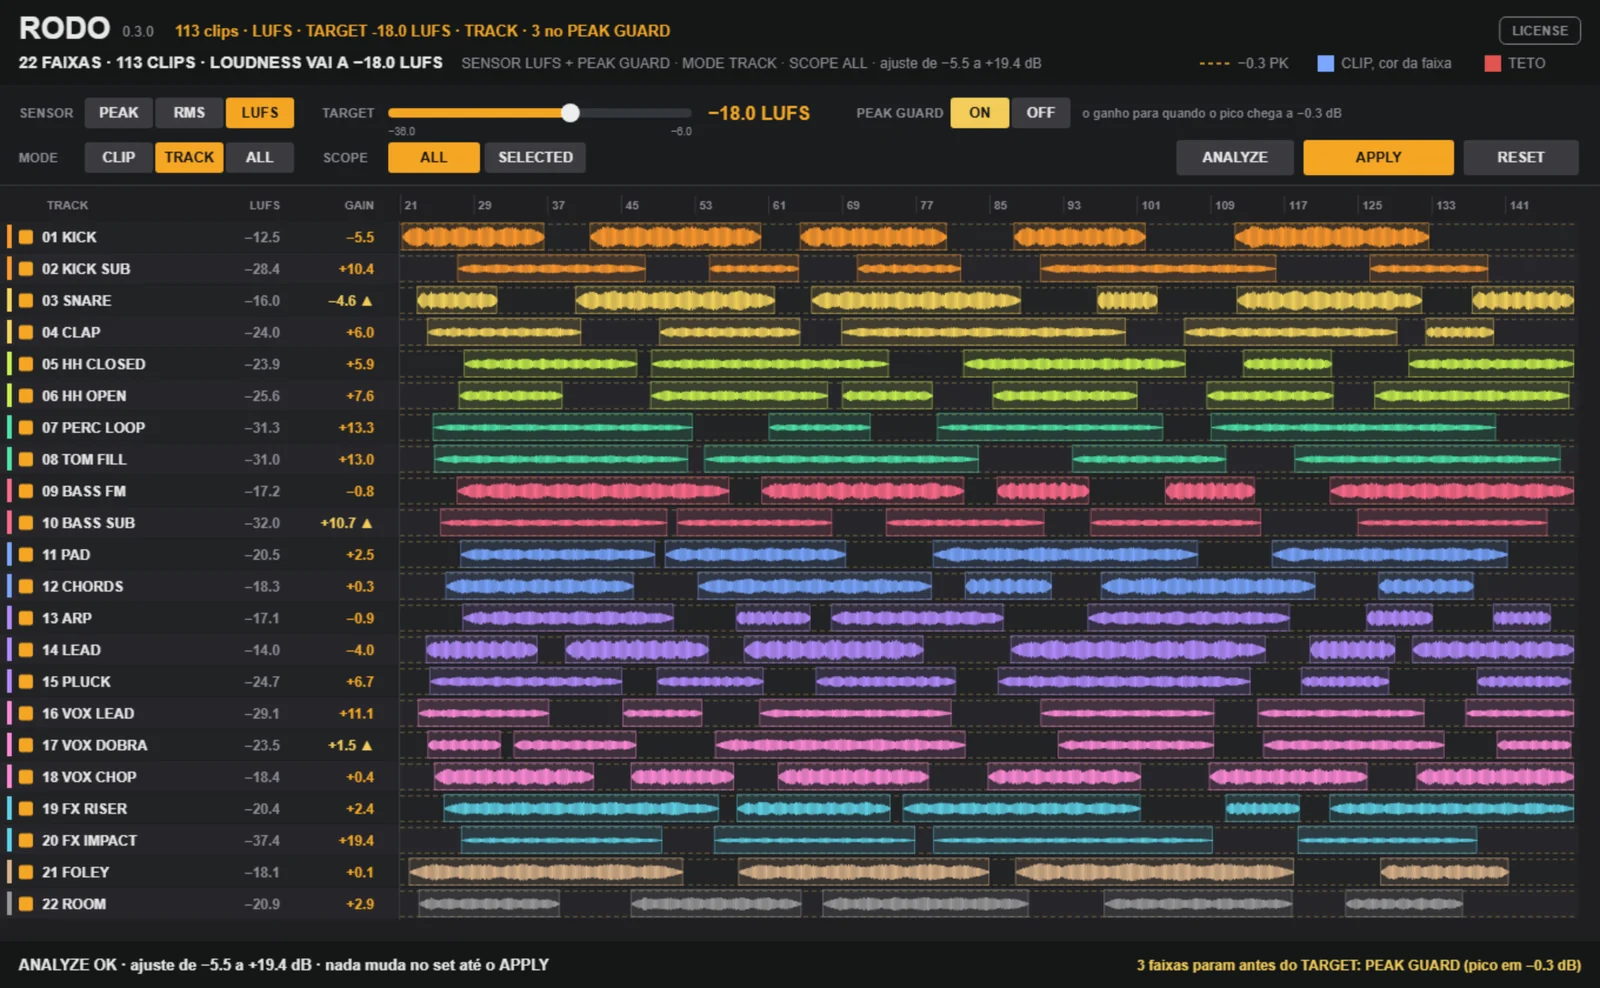 RODO 0.3.0 113 clips · LUFS · TARGET -18.0 LUFS · TRACK · 3 no PEAK GUARD LICENSE
22 FAIXAS · 113 CLIPS · LOUDNESS VAI A −18.0 LUFS SENSOR LUFS + PEAK GUARD · MODE TRACK · SCOPE ALL · ajuste de −5.5 a +19.4 dB −0.3 PK CLIP, cor da faixa TETO
SENSOR PEAK RMS LUFS TARGET −18.0 LUFS PEAK GUARD ON OFF o ganho para quando o pico chega a −0.3 dB
−36.0 −6.0
MODE CLIP TRACK ALL SCOPE ALL SELECTED ANALYZE APPLY RESET
TRACK LUFS GAIN 21 29 37 45 53 61 69 77 85 93 101 109 117 125 133 141
01 KICK −12.5 −5.5
02 KICK SUB −28.4 +10.4
03 SNARE −16.0 −4.6 ▲
04 CLAP −24.0 +6.0
05 HH CLOSED −23.9 +5.9
06 HH OPEN −25.6 +7.6
07 PERC LOOP −31.3 +13.3
08 TOM FILL −31.0 +13.0
09 BASS FM −17.2 −0.8
10 BASS SUB −32.0 +10.7 ▲
11 PAD −20.5 +2.5
12 CHORDS −18.3 +0.3
13 ARP −17.1 −0.9
14 LEAD −14.0 −4.0
15 PLUCK −24.7 +6.7
16 VOX LEAD −29.1 +11.1
17 VOX DOBRA −23.5 +1.5 ▲
18 VOX CHOP −18.4 +0.4
19 FX RISER −20.4 +2.4
20 FX IMPACT −37.4 +19.4
21 FOLEY −18.1 +0.1
22 ROOM −20.9 +2.9
ANALYZE OK · ajuste de −5.5 a +19.4 dB · nada muda no set até o APPLY 3 faixas param antes do TARGET: PEAK GUARD (pico em −0.3 dB)